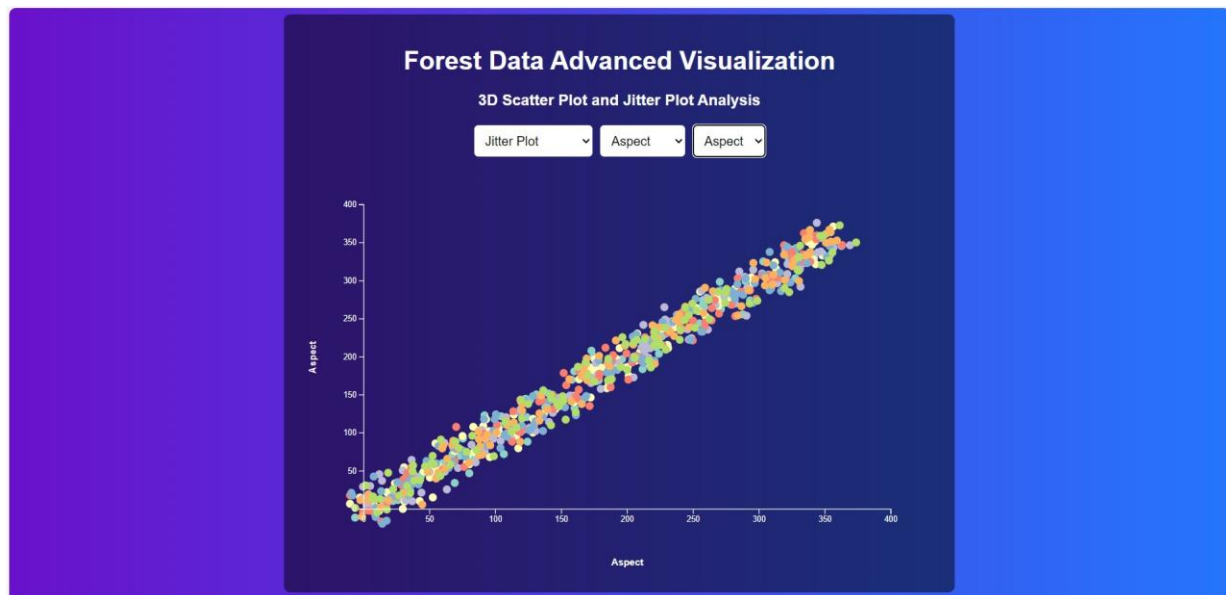 Forest Data Advanced Visualization
3D Scatter Plot and Jitter Plot Analysis
Jitter Plot Aspect Aspect
400
350
300
250
200
150
100
50
Aspect
50 100 150 200 250 300 350 400
Aspect